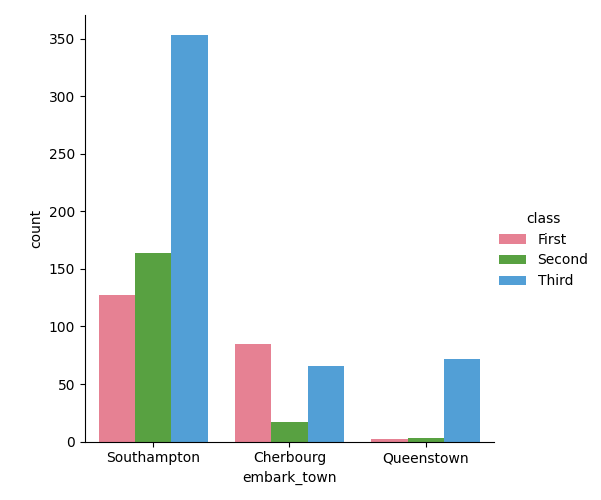 350
300
250
200
150
100
50
0
count
Southampton Cherbourg Queenstown
embark_town
class
First
Second
Third